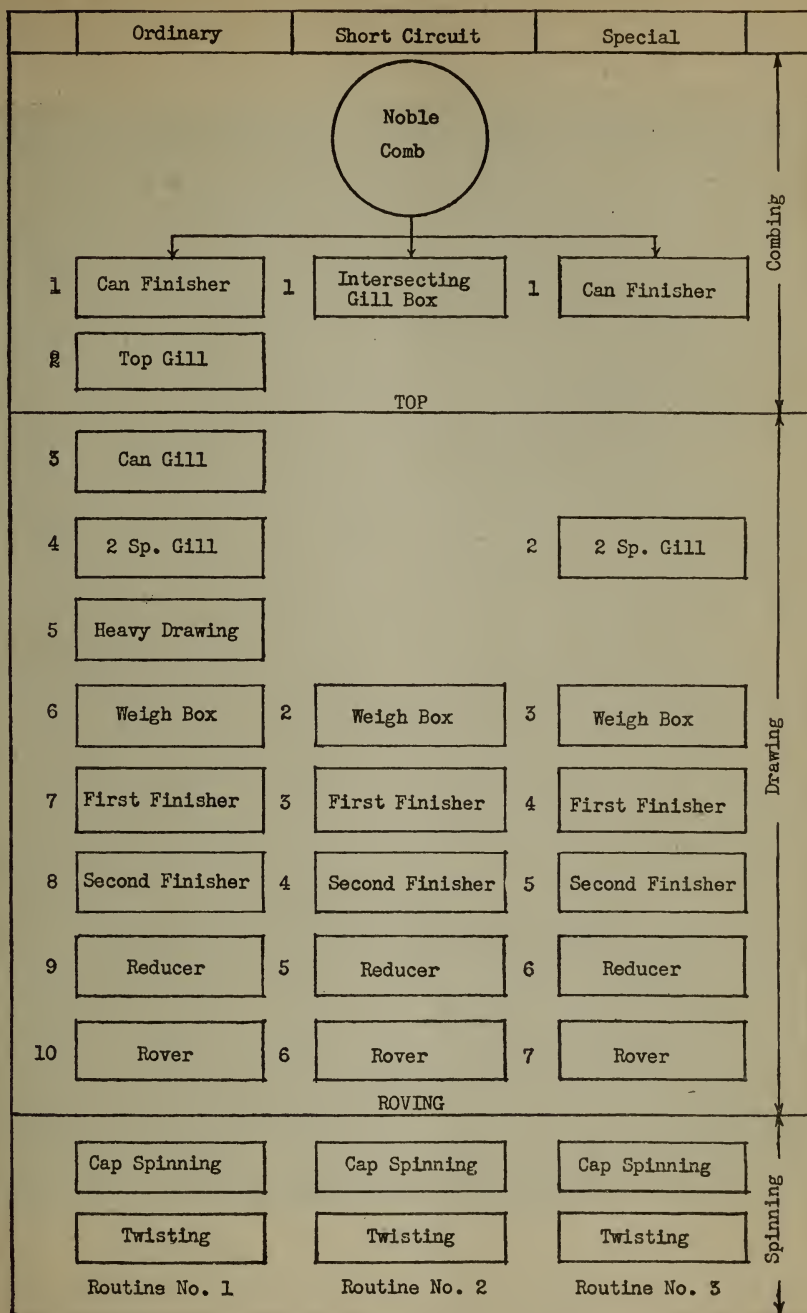 Ordinary Short Circuit Special
Noble
Comb
Combing
1 Can Finisher 1 Intersecting Gill Box 1 Can Finisher
2 Top Gill
TOP
3 Can Gill
4 2 Sp. Gill 2 2 Sp. Gill
5 Heavy Drawing
6 Weigh Box 2 Weigh Box 3 Weigh Box
Drawing
7 First Finisher 3 First Finisher 4 First Finisher
8 Second Finisher 4 Second Finisher 5 Second Finisher
9 Reducer 5 Reducer 6 Reducer
10 Rover 6 Rover 7 Rover
ROVING
Cap Spinning Cap Spinning Cap Spinning
Spinning
Twisting Twisting Twisting
Routine No. 1 Routine No. 2 Routine No. 3